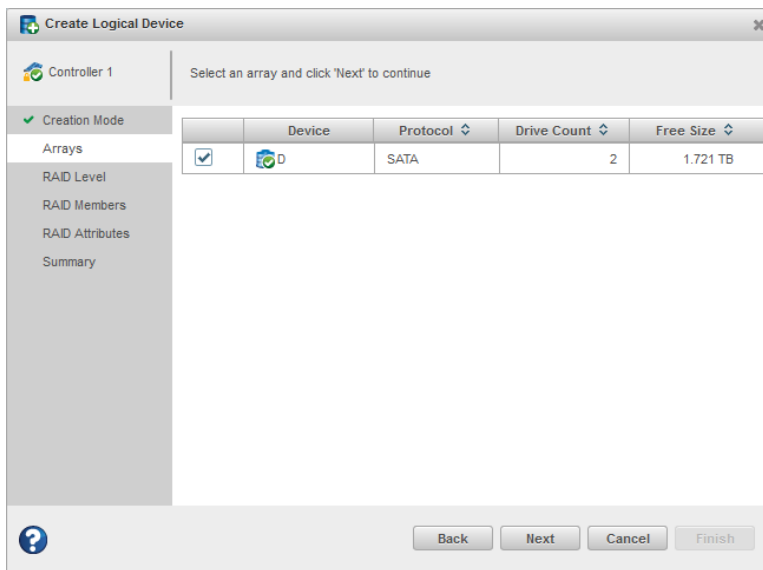 Create Logical Device
Controller 1
Select an array and click 'Next' to continue
Creation Mode
Arrays
RAID Level
RAID Members
RAID Attributes
Summary
Device Protocol Drive Count Free Size
D SATA 2 1.721 TB
Back Next Cancel Finish